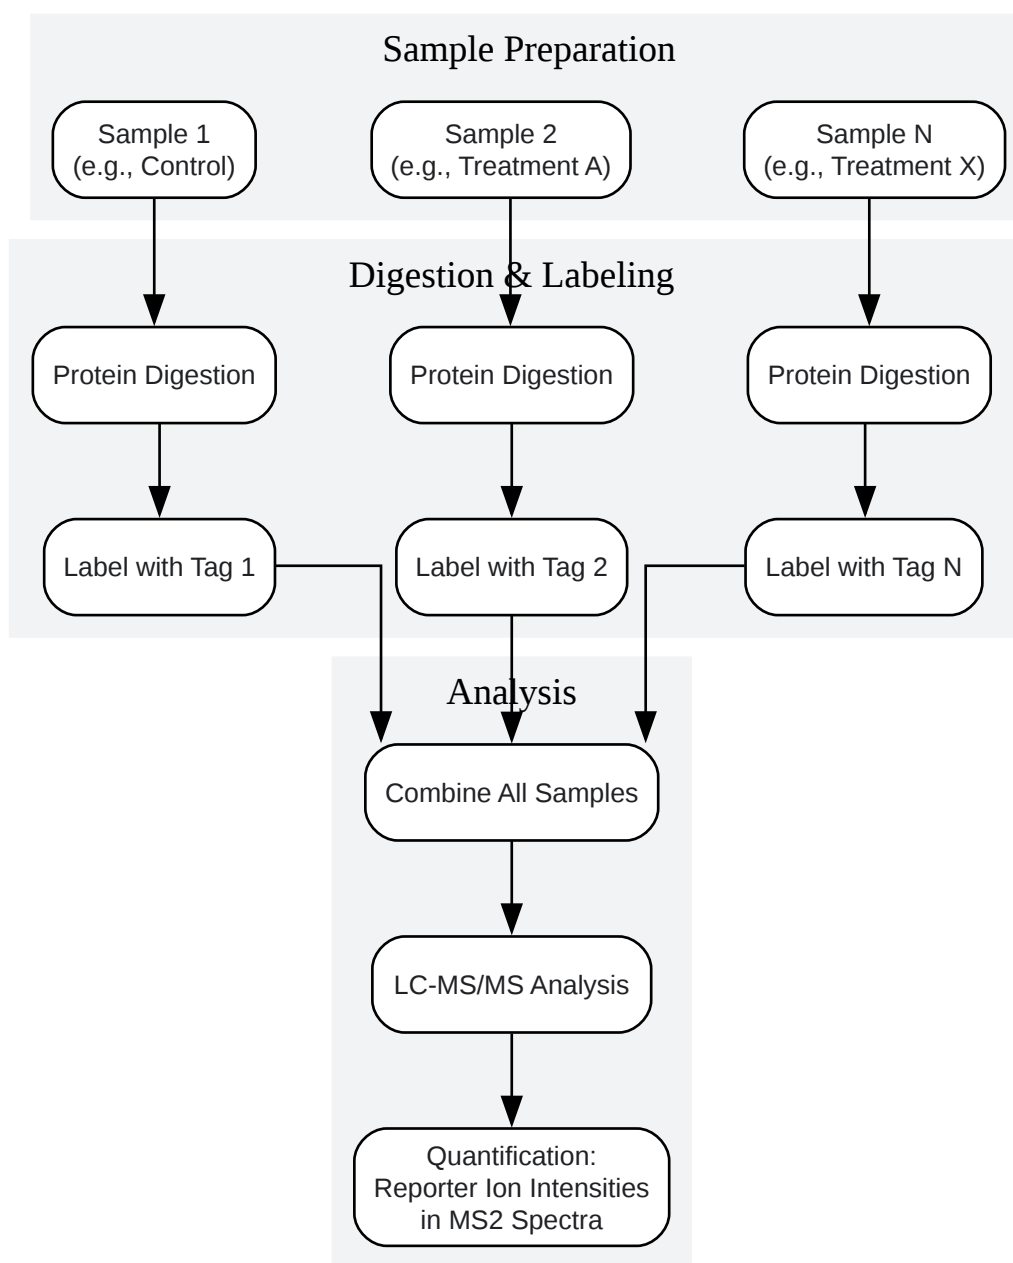 Sample Preparation
Sample 1
(e.g., Control)
Sample 2
(e.g., Treatment A)
Sample N
(e.g., Treatment X)
Digestion & Labeling
Protein Digestion
Protein Digestion
Protein Digestion
Label with Tag 1
Label with Tag 2
Label with Tag N
Analysis
Combine All Samples
LC-MS/MS Analysis
Quantification:
Reporter Ion Intensities
in MS2 Spectra